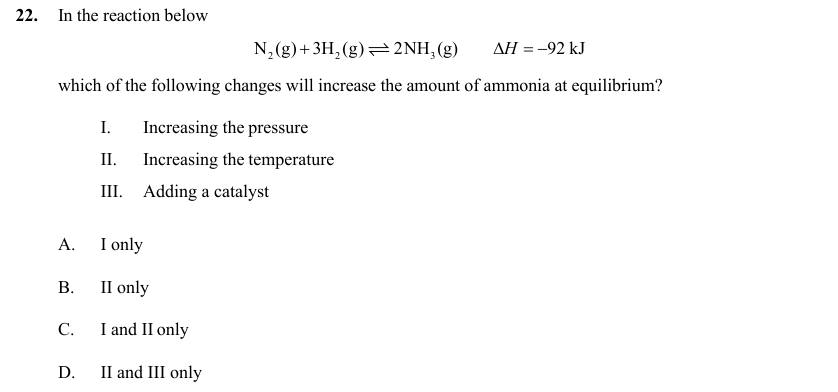 22. In the reaction below
N₂(g)+3H₂(g)⇌2NH₃(g) ΔH = –92 kJ
which of the following changes will increase the amount of ammonia at equilibrium?
I. Increasing the pressure
II. Increasing the temperature
III. Adding a catalyst
A. I only
B. II only
C. I and II only
D. II and III only